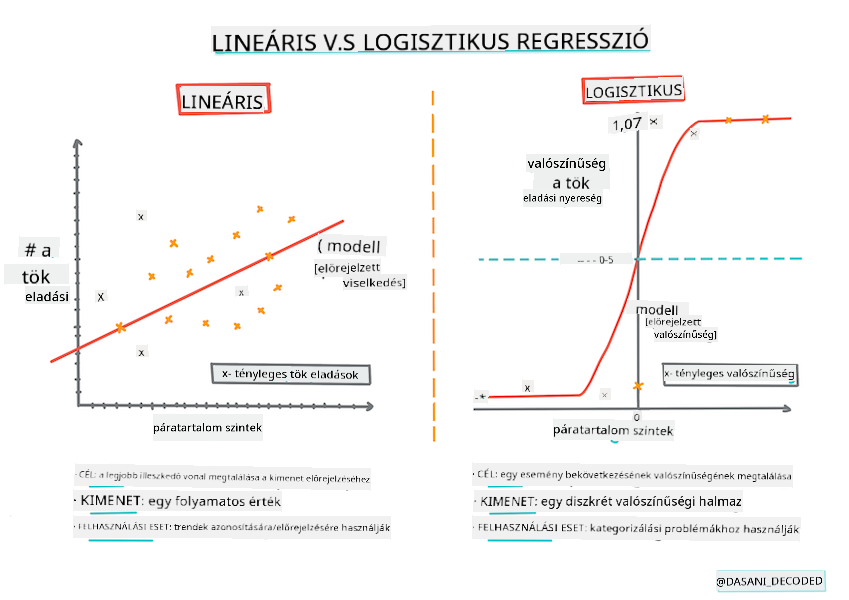 LINEÁRIS V.S LOGISZTIKUS REGRESSZIÓ
LINEÁRIS
# a
tök
eladási
( modell
[előrejelzett
viselkedés]
x- tényleges tök eladások
páratartalom szintek
· CÉL: a legjobb illeszkedő vonal megtalálása a kimenet előrejelzéséhez
· KIMENET: egy folyamatos érték
· FELHASZNÁLÁSI ESET: trendek azonosítására/előrejelzésére használják
LOGISZTIKUS
1,07
valószínűség
a tök
eladási nyereség
---- 0-5
modell
[előrejelzett
valószínűség]
x- tényleges valószínűség
0
páratartalom szintek
· CÉL: egy esemény bekövetkezésének valószínűségének megtalálása
· KIMENET: egy diszkrét valószínűségi halmaz
· FELHASZNÁLÁSI ESET: kategorizálási problémákhoz használják
@DASANI_DECODED